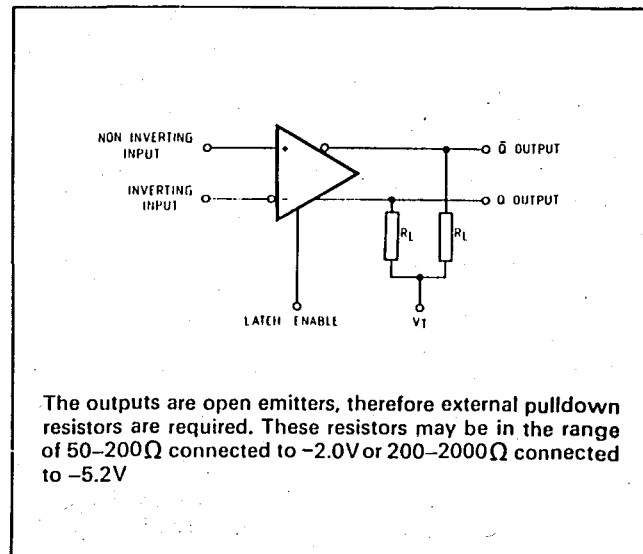 NON INVERTING
INPUT
+
Q̄ OUTPUT
INVERTING
INPUT
-
Q OUTPUT
RL
RL
LATCH ENABLE
VT
The outputs are open emitters, therefore external pulldown
resistors are required. These resistors may be in the range
of 50–200Ω connected to −2.0V or 200–2000Ω connected
to −5.2V